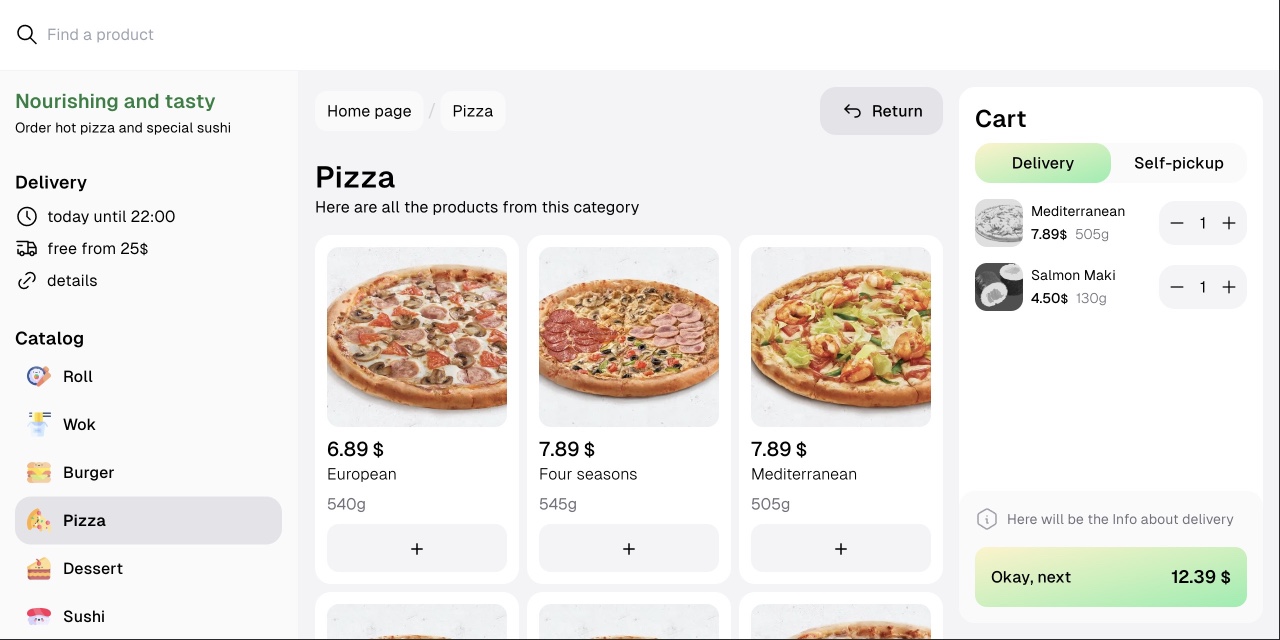 Find a product
Nourishing and tasty
Order hot pizza and special sushi
Delivery
today until 22:00
free from 25$
details
Catalog
Roll
Wok
Burger
Pizza
Dessert
Sushi
Home page / Pizza
Return
Pizza
Here are all the products from this category
6.89 $
European
540g
+
7.89 $
Four seasons
545g
+
7.89 $
Mediterranean
505g
+
Cart
Delivery
Self-pickup
Mediterranean
7.89$ 505g
− 1 +
Salmon Maki
4.50$ 130g
− 1 +
Here will be the Info about delivery
Okay, next 12.39 $